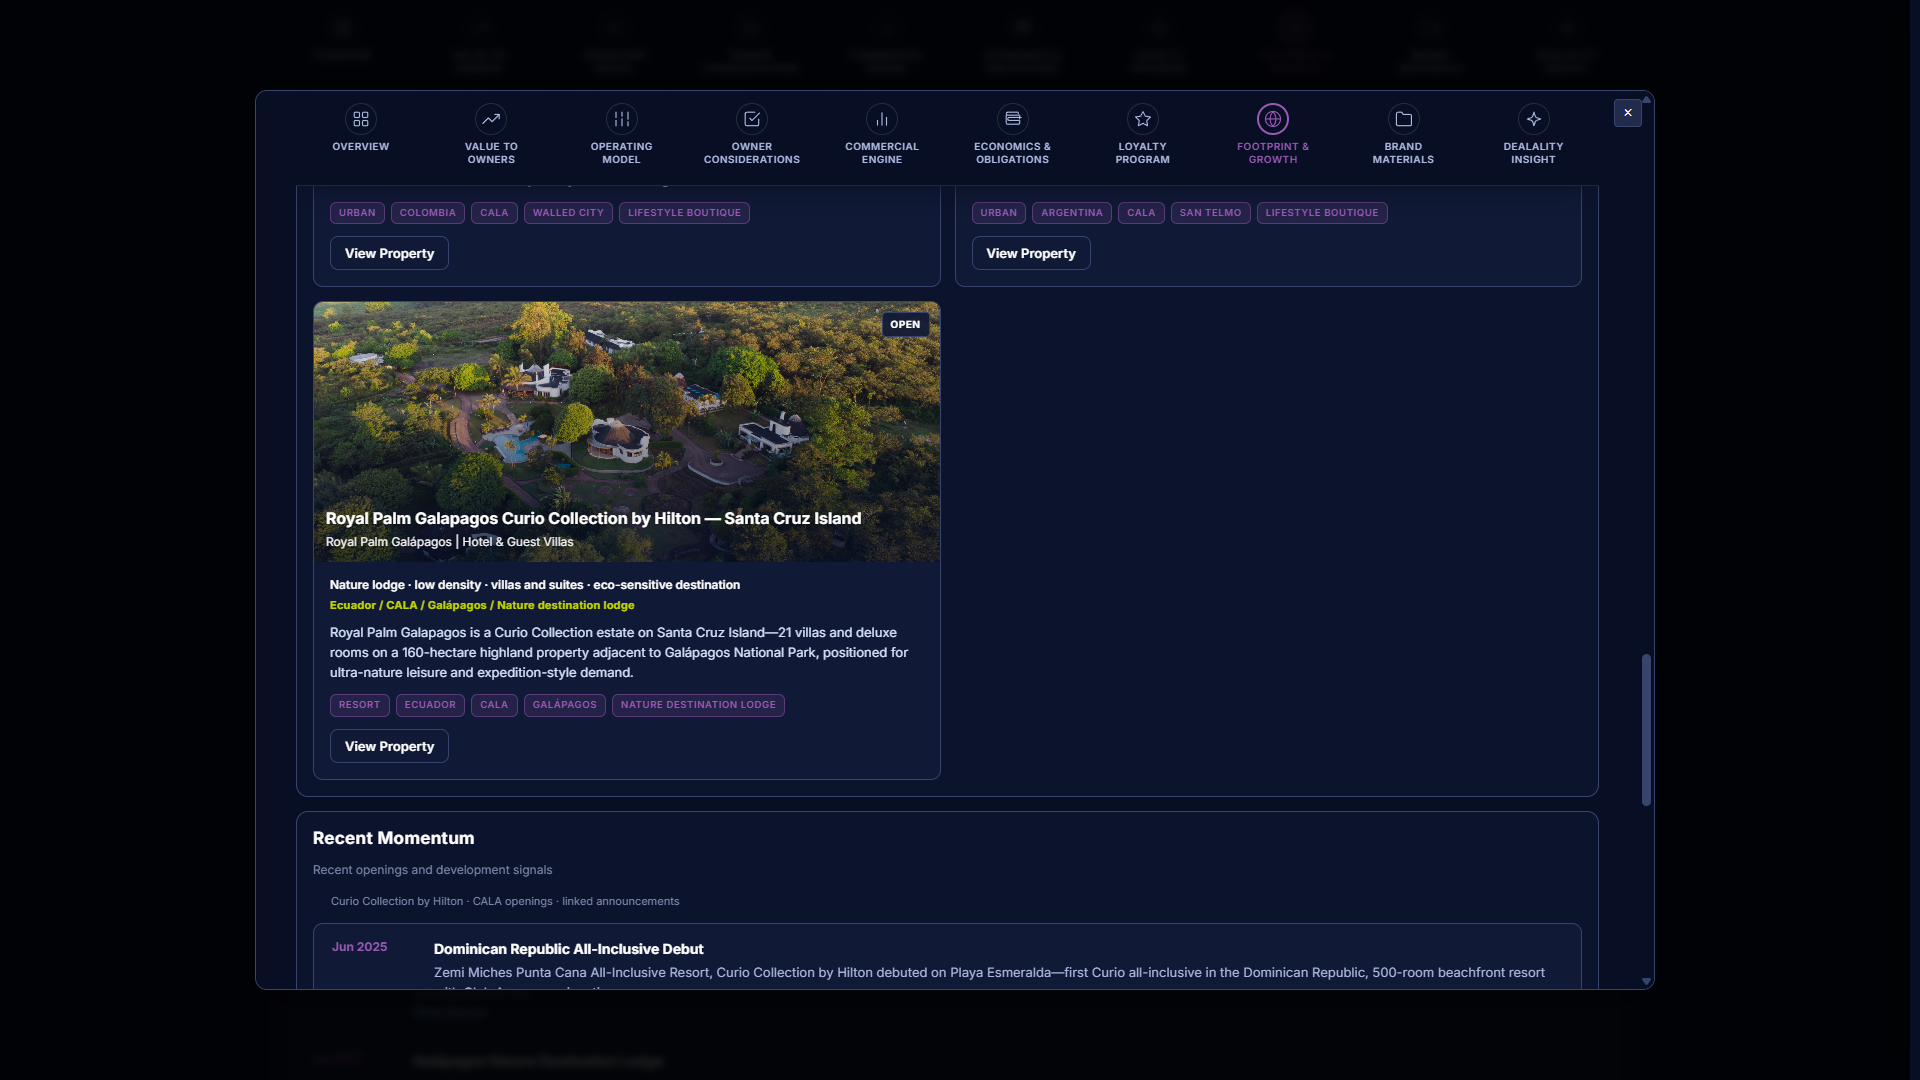 OVERVIEW
VALUE TO
OWNERS
OPERATING
MODEL
OWNER
CONSIDERATIONS
COMMERCIAL
ENGINE
ECONOMICS &
OBLIGATIONS
LOYALTY
PROGRAM
FOOTPRINT &
GROWTH
BRAND
MATERIALS
DEALALITY
INSIGHT
×
URBAN COLOMBIA CALA WALLED CITY LIFESTYLE BOUTIQUE
View Property
URBAN ARGENTINA CALA SAN TELMO LIFESTYLE BOUTIQUE
View Property
OPEN
Royal Palm Galapagos Curio Collection by Hilton — Santa Cruz Island
Royal Palm Galápagos | Hotel & Guest Villas
Nature lodge · low density · villas and suites · eco-sensitive destination
Ecuador / CALA / Galápagos / Nature destination lodge
Royal Palm Galapagos is a Curio Collection estate on Santa Cruz Island—21 villas and deluxe
rooms on a 160-hectare highland property adjacent to Galápagos National Park, positioned for
ultra-nature leisure and expedition-style demand.
RESORT ECUADOR CALA GALÁPAGOS NATURE DESTINATION LODGE
View Property
Recent Momentum
Recent openings and development signals
Curio Collection by Hilton · CALA openings · linked announcements
Jun 2025
Dominican Republic All-Inclusive Debut
Zemi Miches Punta Cana All-Inclusive Resort, Curio Collection by Hilton debuted on Playa Esmeralda—first Curio all-inclusive in the Dominican Republic, 500-room beachfront resort